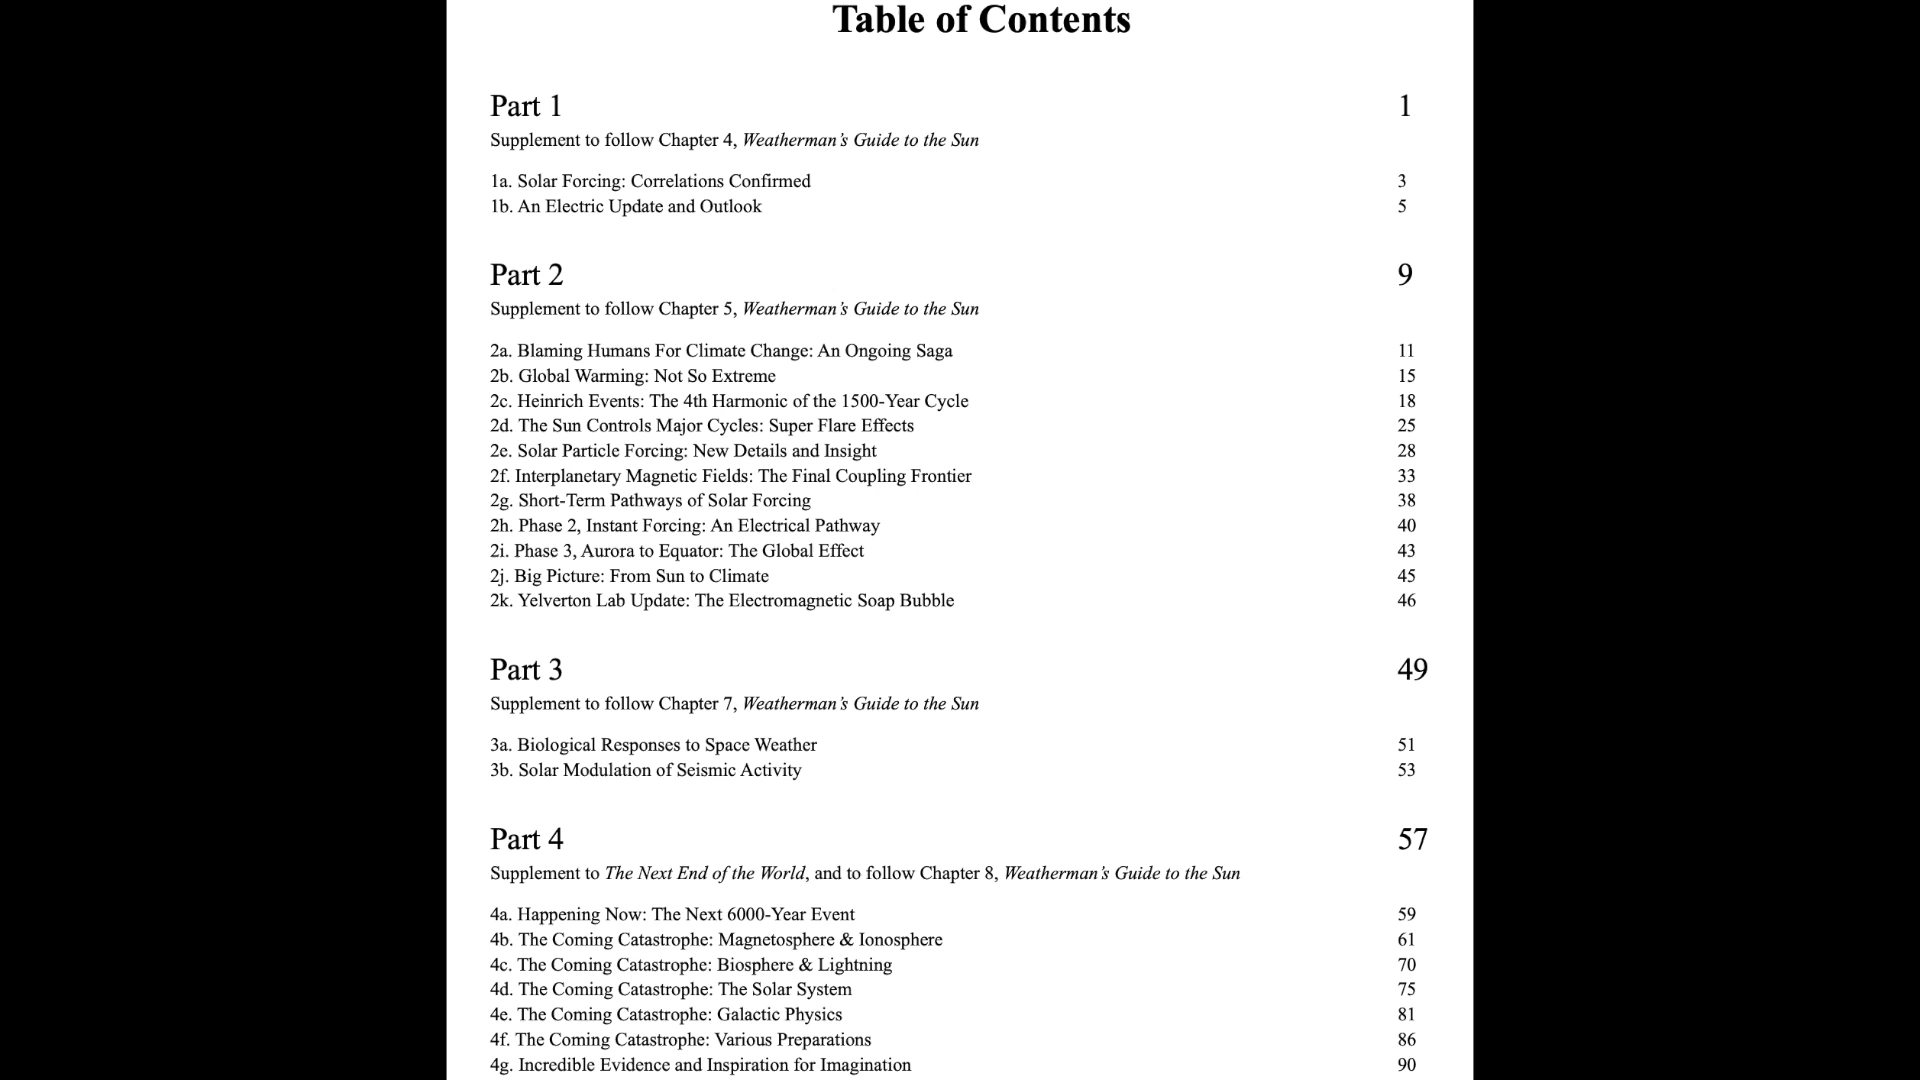 Table of Contents
Part 1 1
Supplement to follow Chapter 4, Weatherman's Guide to the Sun
1a. Solar Forcing: Correlations Confirmed 3
1b. An Electric Update and Outlook 5
Part 2 9
Supplement to follow Chapter 5, Weatherman's Guide to the Sun
2a. Blaming Humans For Climate Change: An Ongoing Saga 11
2b. Global Warming: Not So Extreme 15
2c. Heinrich Events: The 4th Harmonic of the 1500-Year Cycle 18
2d. The Sun Controls Major Cycles: Super Flare Effects 25
2e. Solar Particle Forcing: New Details and Insight 28
2f. Interplanetary Magnetic Fields: The Final Coupling Frontier 33
2g. Short-Term Pathways of Solar Forcing 38
2h. Phase 2, Instant Forcing: An Electrical Pathway 40
2i. Phase 3, Aurora to Equator: The Global Effect 43
2j. Big Picture: From Sun to Climate 45
2k. Yelverton Lab Update: The Electromagnetic Soap Bubble 46
Part 3 49
Supplement to follow Chapter 7, Weatherman's Guide to the Sun
3a. Biological Responses to Space Weather 51
3b. Solar Modulation of Seismic Activity 53
Part 4 57
Supplement to The Next End of the World, and to follow Chapter 8, Weatherman's Guide to the Sun
4a. Happening Now: The Next 6000-Year Event 59
4b. The Coming Catastrophe: Magnetosphere & Ionosphere 61
4c. The Coming Catastrophe: Biosphere & Lightning 70
4d. The Coming Catastrophe: The Solar System 75
4e. The Coming Catastrophe: Galactic Physics 81
4f. The Coming Catastrophe: Various Preparations 86
4g. Incredible Evidence and Inspiration for Imagination 90